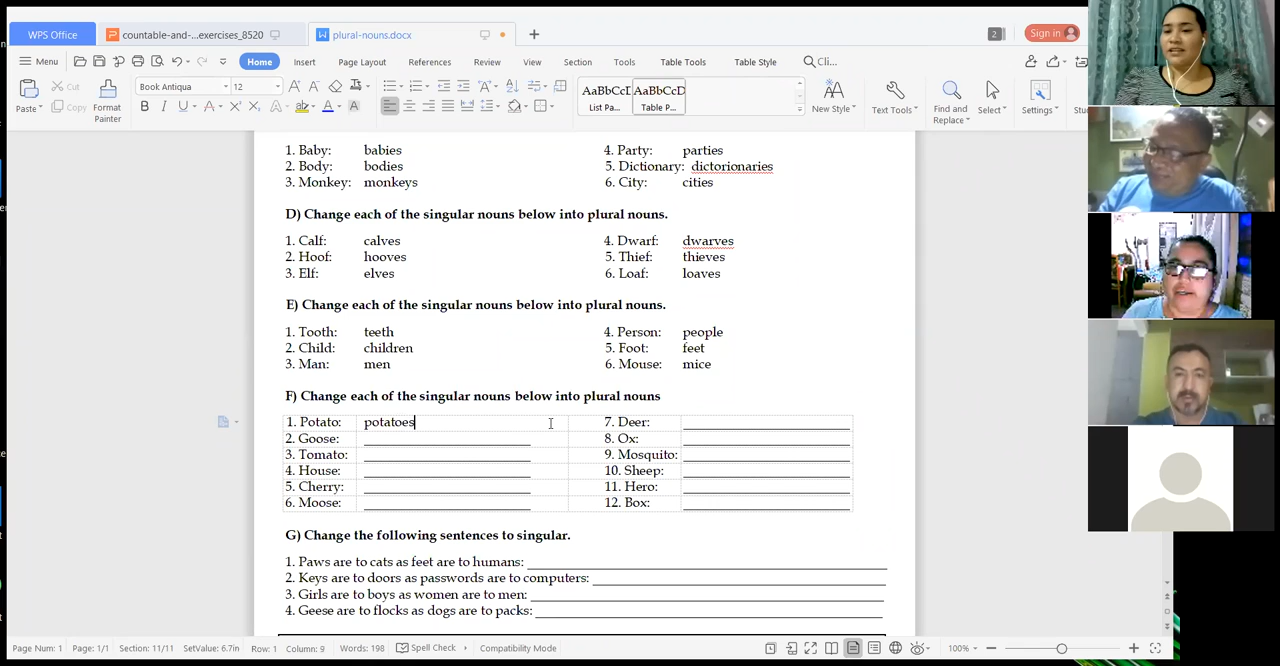 WPS Office countable-and-...exercises_8520 plural-nouns.docx 2 Sign in
Menu Home Insert Page Layout References Review View Section Tools Table Tools Table Style Cli...
Paste Cut Copy Format Painter Book Antiqua 12 AaBbCcD List Pa... AaBbCcD Table P... New Style Text Tools Find and Replace Select Settings
1. Baby: babies 4. Party: parties
2. Body: bodies 5. Dictionary: dictorionaries
3. Monkey: monkeys 6. City: cities
D) Change each of the singular nouns below into plural nouns.
1. Calf: calves 4. Dwarf: dwarves
2. Hoof: hooves 5. Thief: thieves
3. Elf: elves 6. Loaf: loaves
E) Change each of the singular nouns below into plural nouns.
1. Tooth: teeth 4. Person: people
2. Child: children 5. Foot: feet
3. Man: men 6. Mouse: mice
F) Change each of the singular nouns below into plural nouns
1. Potato: potatoes 7. Deer:
2. Goose: 8. Ox:
3. Tomato: 9. Mosquito:
4. House: 10. Sheep:
5. Cherry: 11. Hero:
6. Moose: 12. Box:
G) Change the following sentences to singular.
1. Paws are to cats as feet are to humans:
2. Keys are to doors as passwords are to computers:
3. Girls are to boys as women are to men:
4. Geese are to flocks as dogs are to packs:
Page Num: 1 Page: 1/1 Section: 11/11 SetValue: 6.7in Row: 1 Column: 9 Words: 198 Spell Check Compatibility Mode 100%